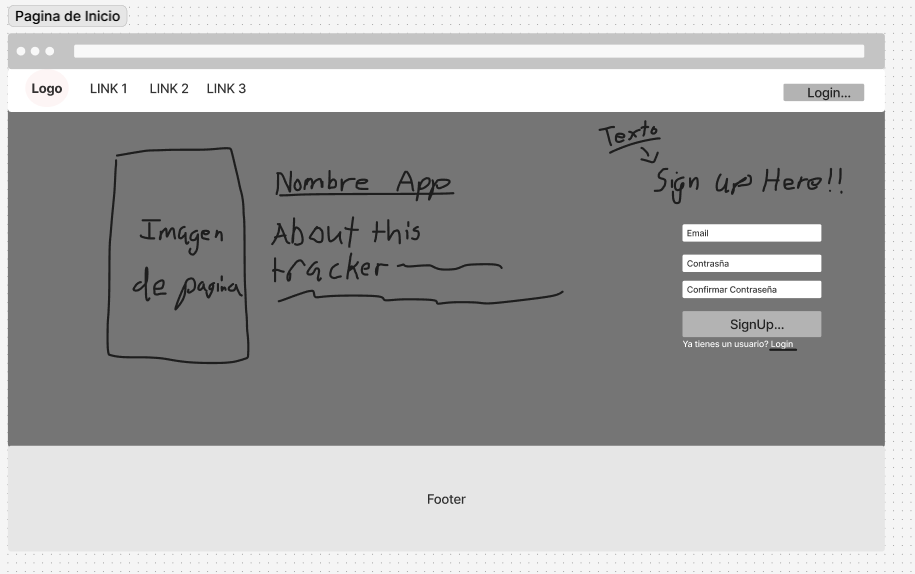 Pagina de Inicio
Logo LINK 1 LINK 2 LINK 3 Login...
Texto
Sign up Here!!
Imagen
de pagina
Nombre App
About this
tracker
Email
Contrasña
Confirmar Contraseña
SignUp...
Ya tienes un usuario? Login
Footer